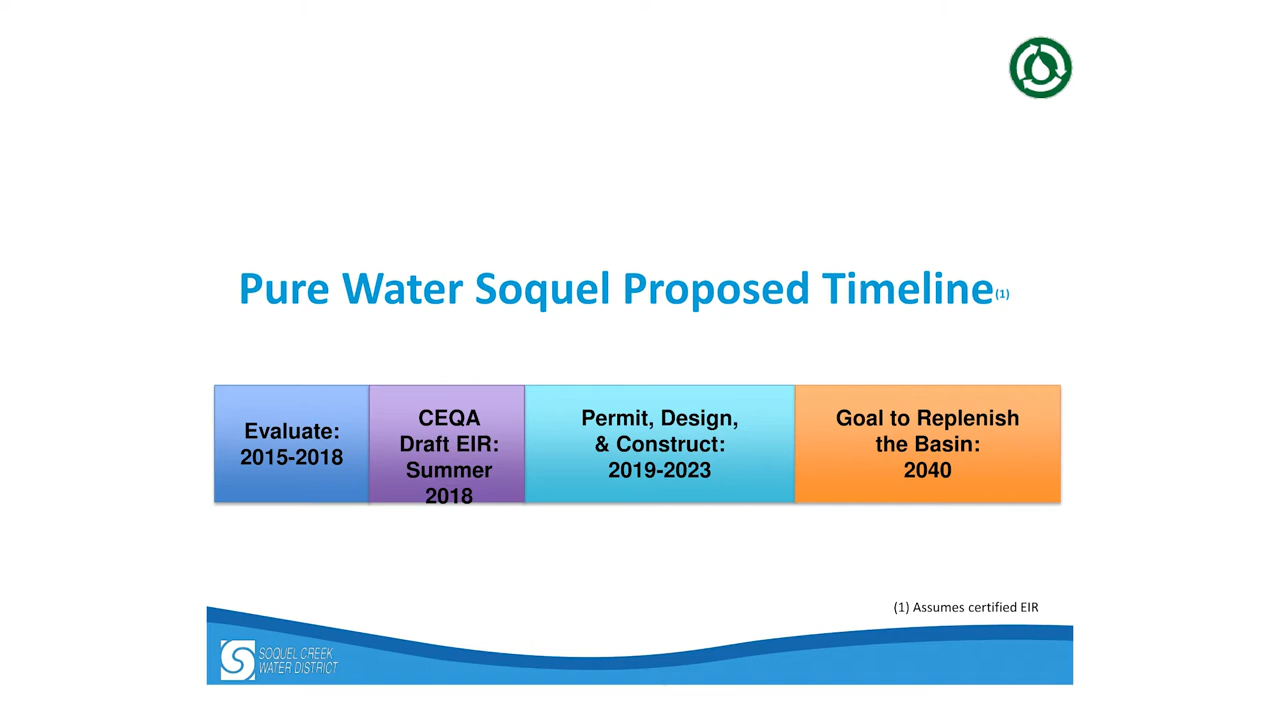 Pure Water Soquel Proposed Timeline(1)
Evaluate:
2015-2018
CEQA
Draft EIR:
Summer
2018
Permit, Design,
& Construct:
2019-2023
Goal to Replenish
the Basin:
2040
(1) Assumes certified EIR
SOQUEL CREEK
WATER DISTRICT